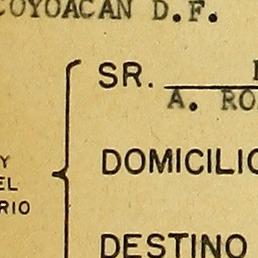 COYOACAN D.F.
SR.
A. RO
DOMICILIO
Y
EL
RIO
DESTINO